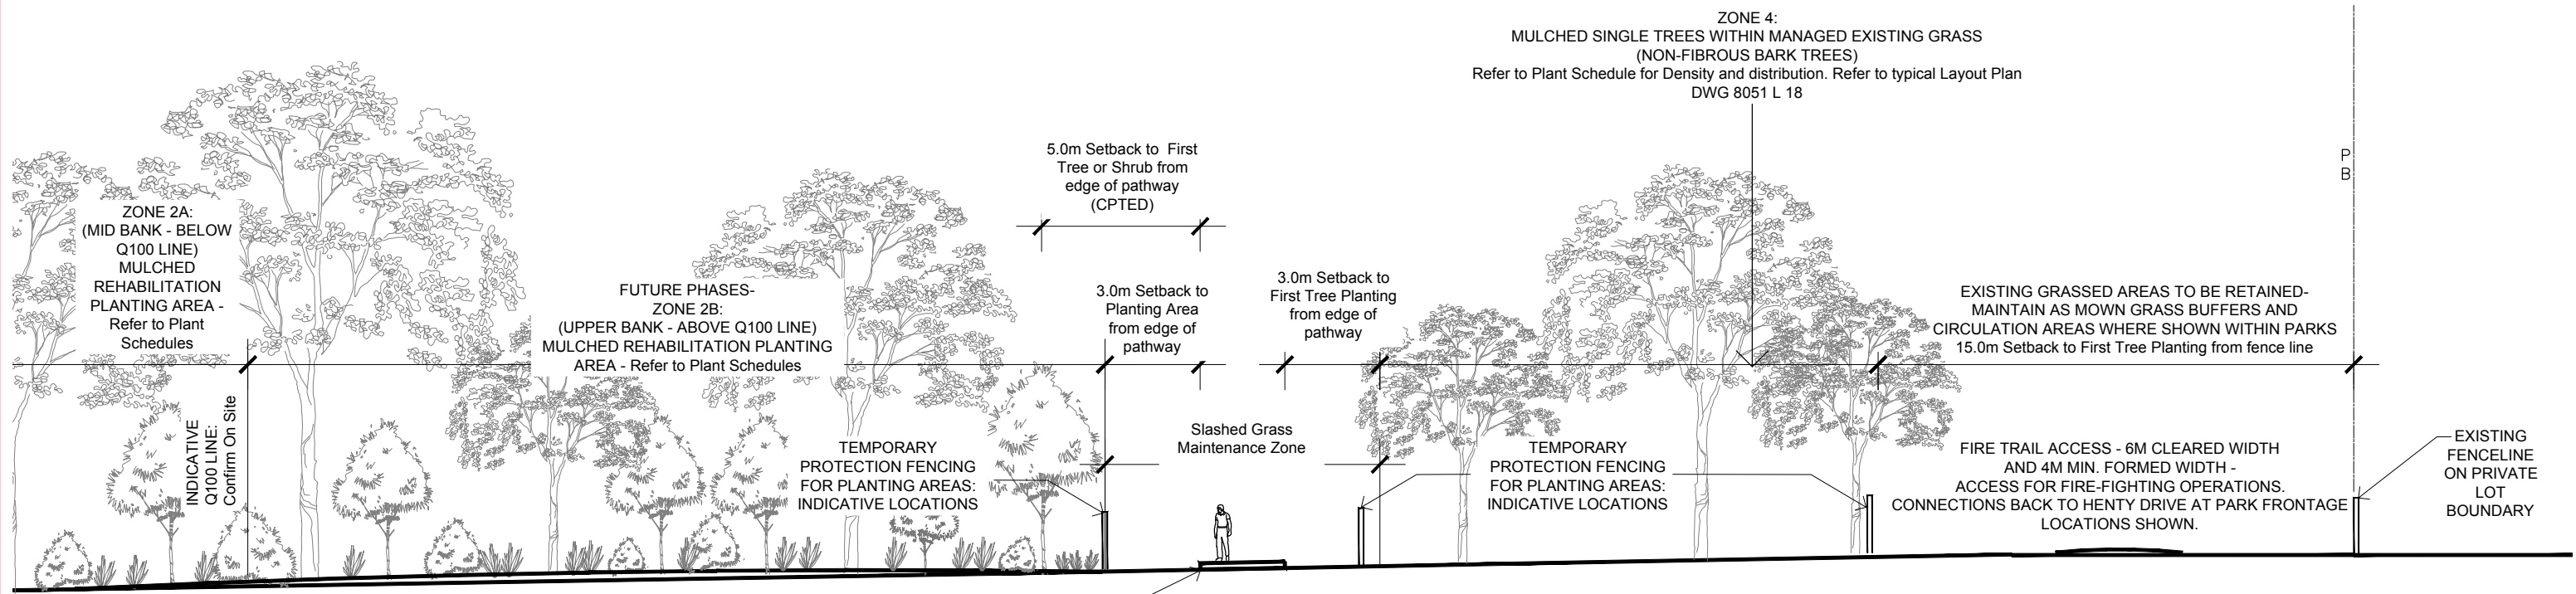 ZONE 4:
MULCHED SINGLE TREES WITHIN MANAGED EXISTING GRASS
(NON-FIBROUS BARK TREES)
Refer to Plant Schedule for Density and distribution. Refer to typical Layout Plan
DWG 8051 L 18
P
B
5.0m Setback to First
Tree or Shrub from
edge of pathway
(CPTED)
ZONE 2A:
(MID BANK - BELOW
Q100 LINE)
MULCHED
REHABILITATION
PLANTING AREA -
Refer to Plant
Schedules
FUTURE PHASES-
ZONE 2B:
(UPPER BANK - ABOVE Q100 LINE)
MULCHED REHABILITATION PLANTING
AREA - Refer to Plant Schedules
3.0m Setback to
Planting Area
from edge of
pathway
3.0m Setback to
First Tree Planting
from edge of
pathway
EXISTING GRASSED AREAS TO BE RETAINED-
MAINTAIN AS MOWN GRASS BUFFERS AND
CIRCULATION AREAS WHERE SHOWN WITHIN PARKS
15.0m Setback to First Tree Planting from fence line
INDICATIVE
Q100 LINE:
Confirm On Site
TEMPORARY
PROTECTION FENCING
FOR PLANTING AREAS:
INDICATIVE LOCATIONS
Slashed Grass
Maintenance Zone
TEMPORARY
PROTECTION FENCING
FOR PLANTING AREAS:
INDICATIVE LOCATIONS
FIRE TRAIL ACCESS - 6M CLEARED WIDTH
AND 4M MIN. FORMED WIDTH -
ACCESS FOR FIRE-FIGHTING OPERATIONS.
CONNECTIONS BACK TO HENTY DRIVE AT PARK FRONTAGE
LOCATIONS SHOWN.
EXISTING
FENCELINE
ON PRIVATE
LOT
BOUNDARY